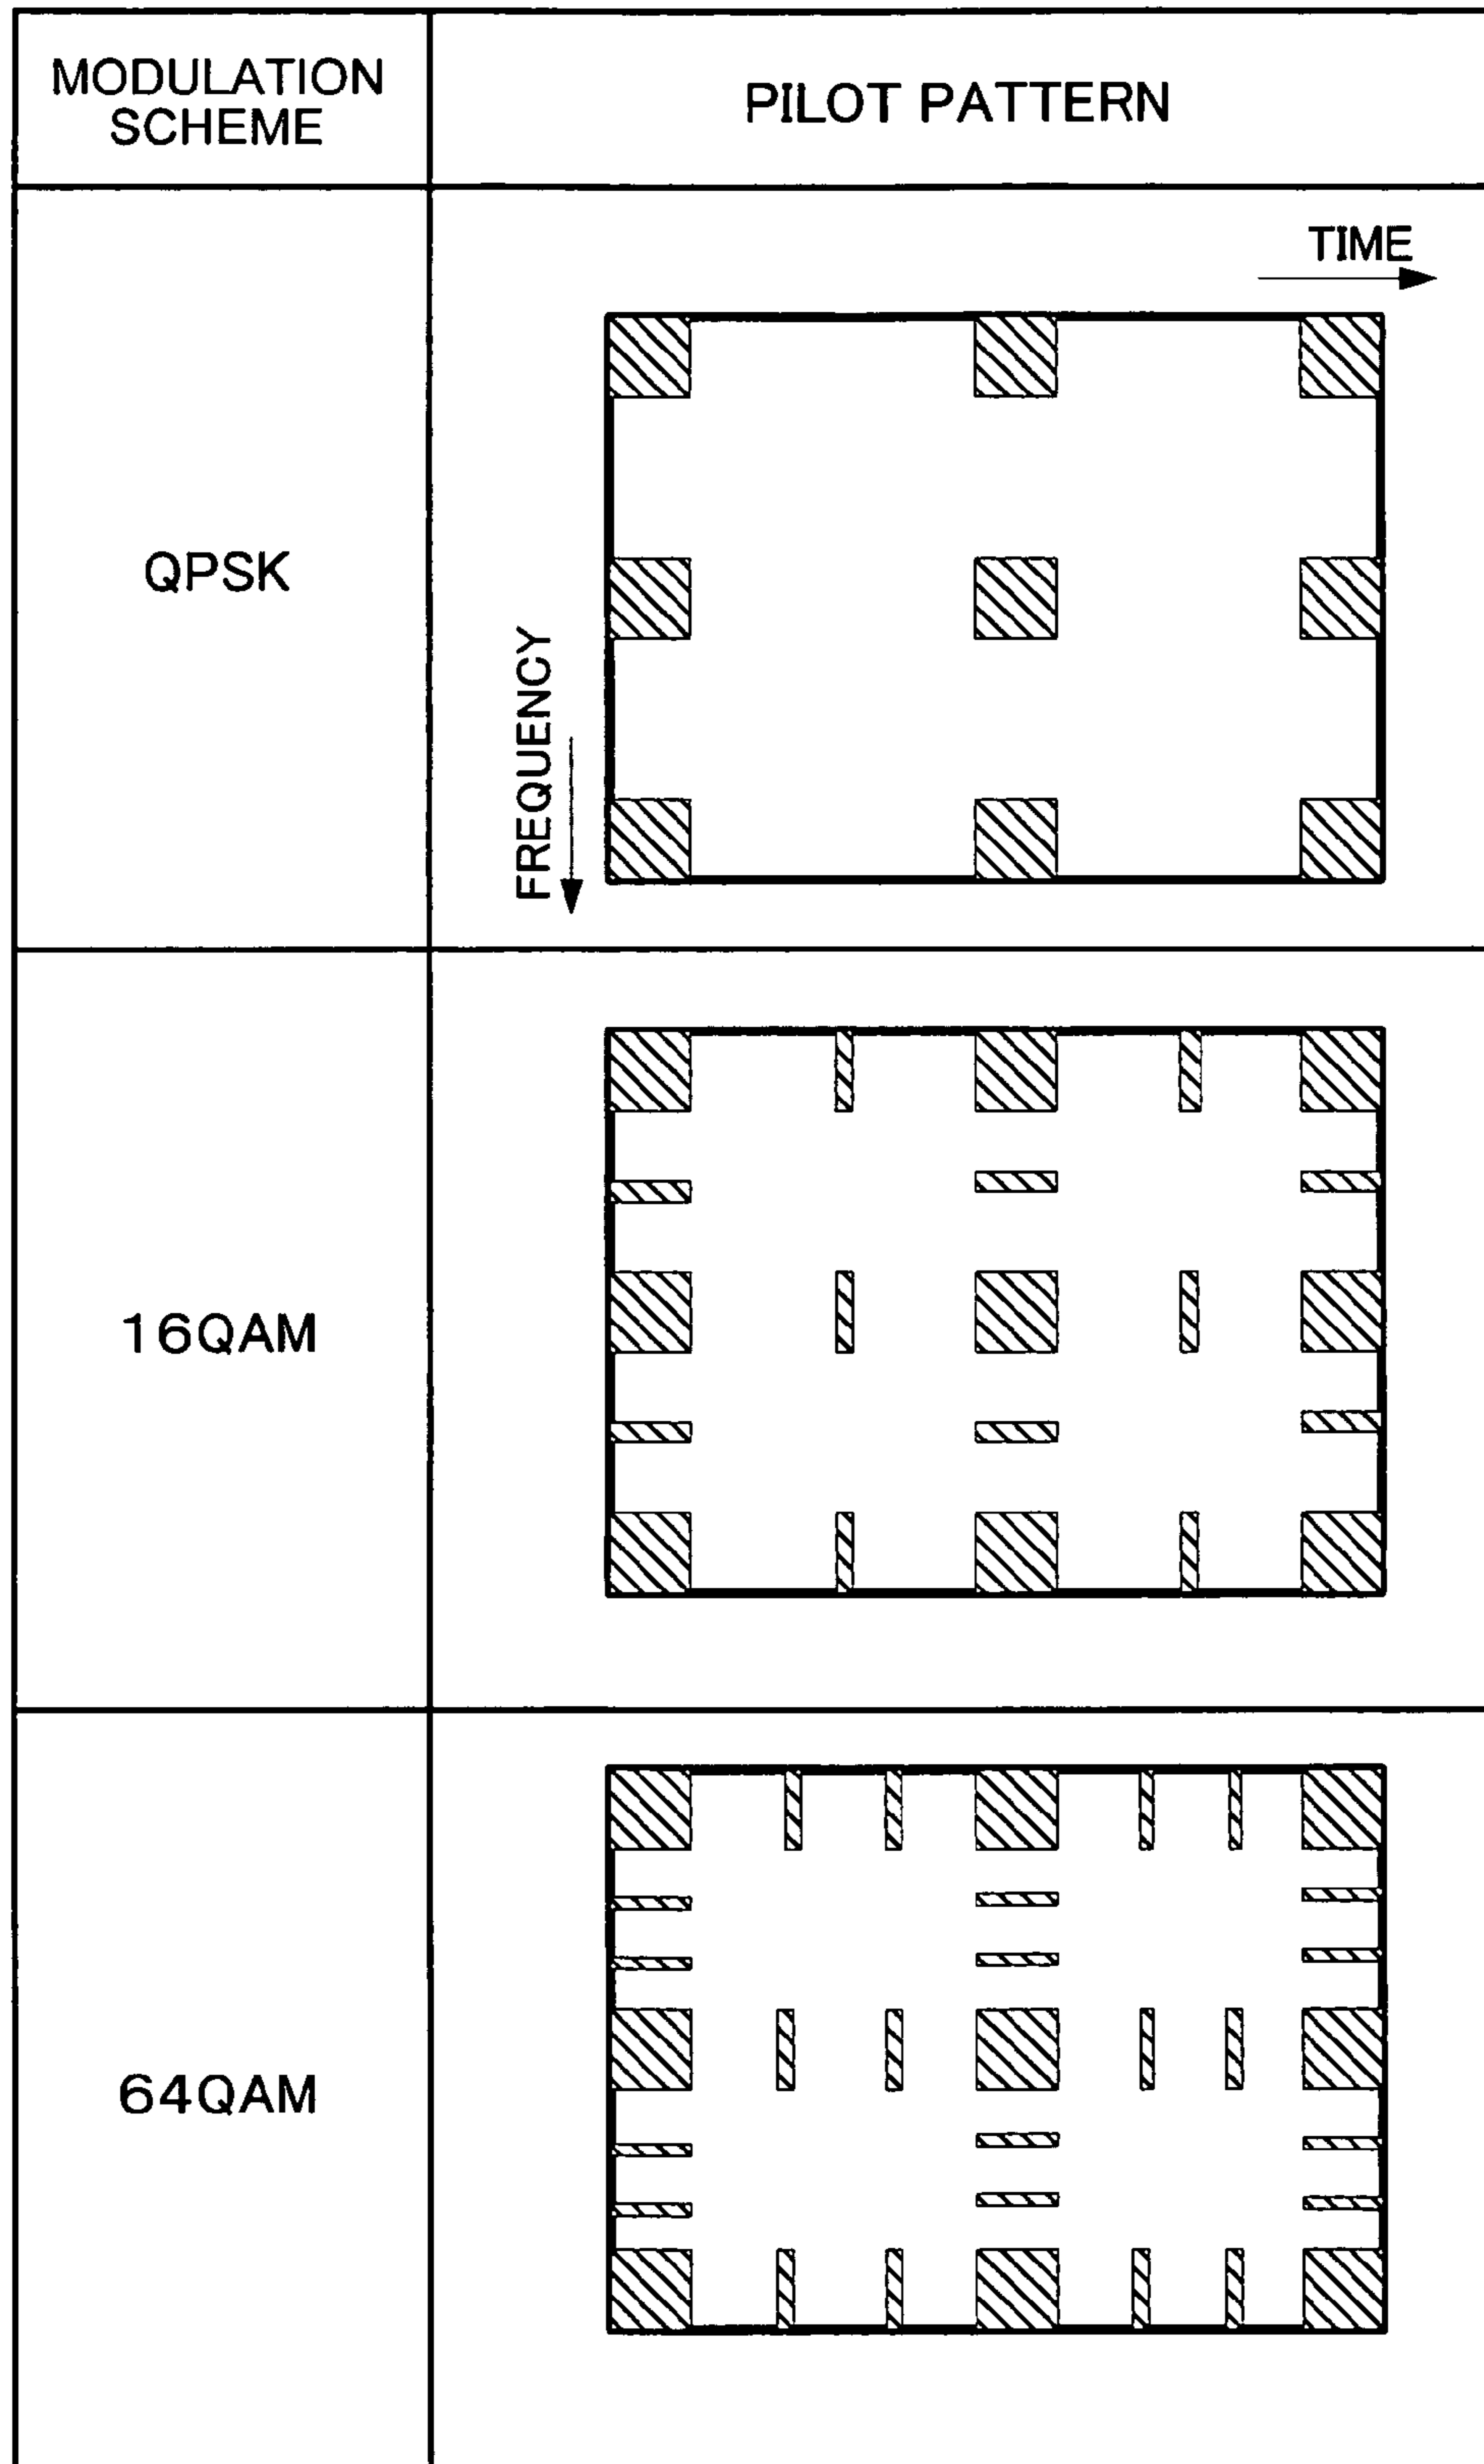 MODULATION
SCHEME
PILOT PATTERN
TIME
QPSK
FREQUENCY
16QAM
64QAM